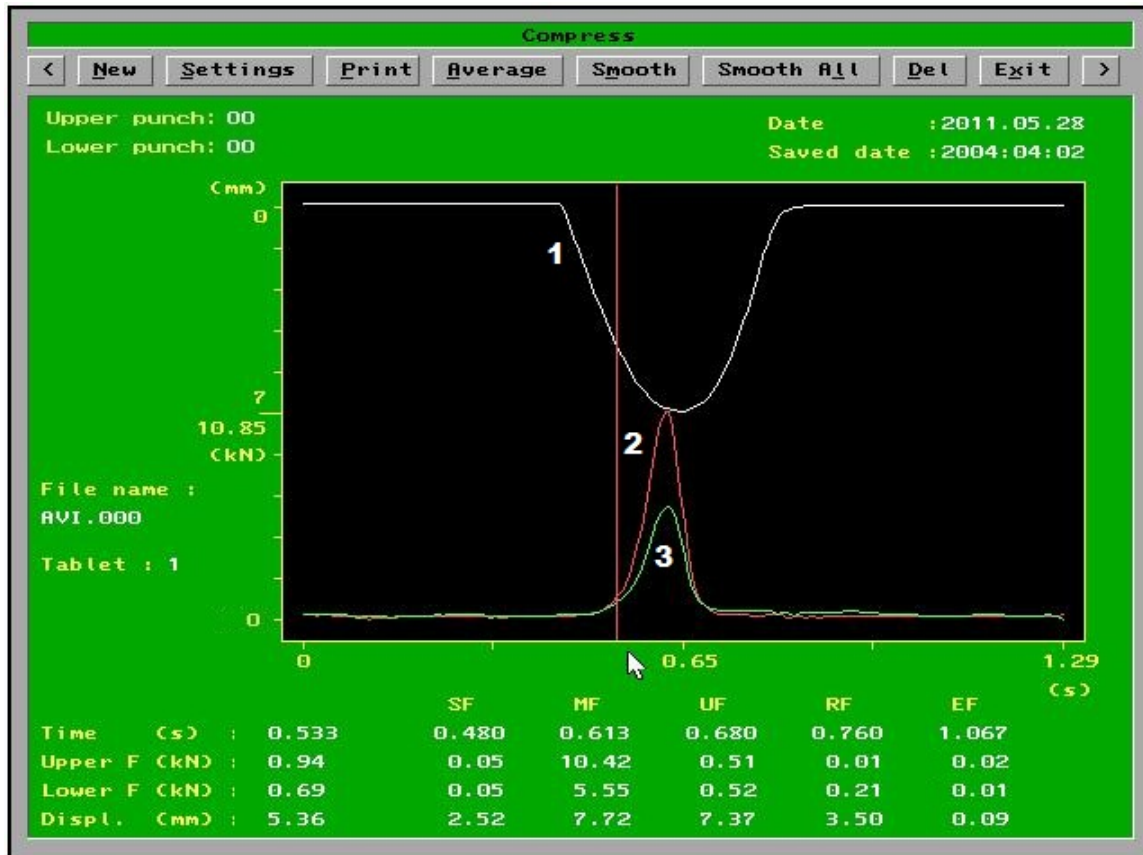 Compress
< New Settings Print Average Smooth Smooth All Del Exit >
Upper punch: 00
Lower punch: 00
Date :2011.05.28
Saved date :2004:04:02
(mm)
0
1
7
10.85
(kN)
2
File name :
AVI.000
3
Tablet : 1
0
0 0.65 1.29
(s)
SF MF UF RF EF
Time (s) : 0.533 0.480 0.613 0.680 0.760 1.067
Upper F (kN) : 0.94 0.05 10.42 0.51 0.01 0.02
Lower F (kN) : 0.69 0.05 5.55 0.52 0.21 0.01
Displ. (mm) : 5.36 2.52 7.72 7.37 3.50 0.09